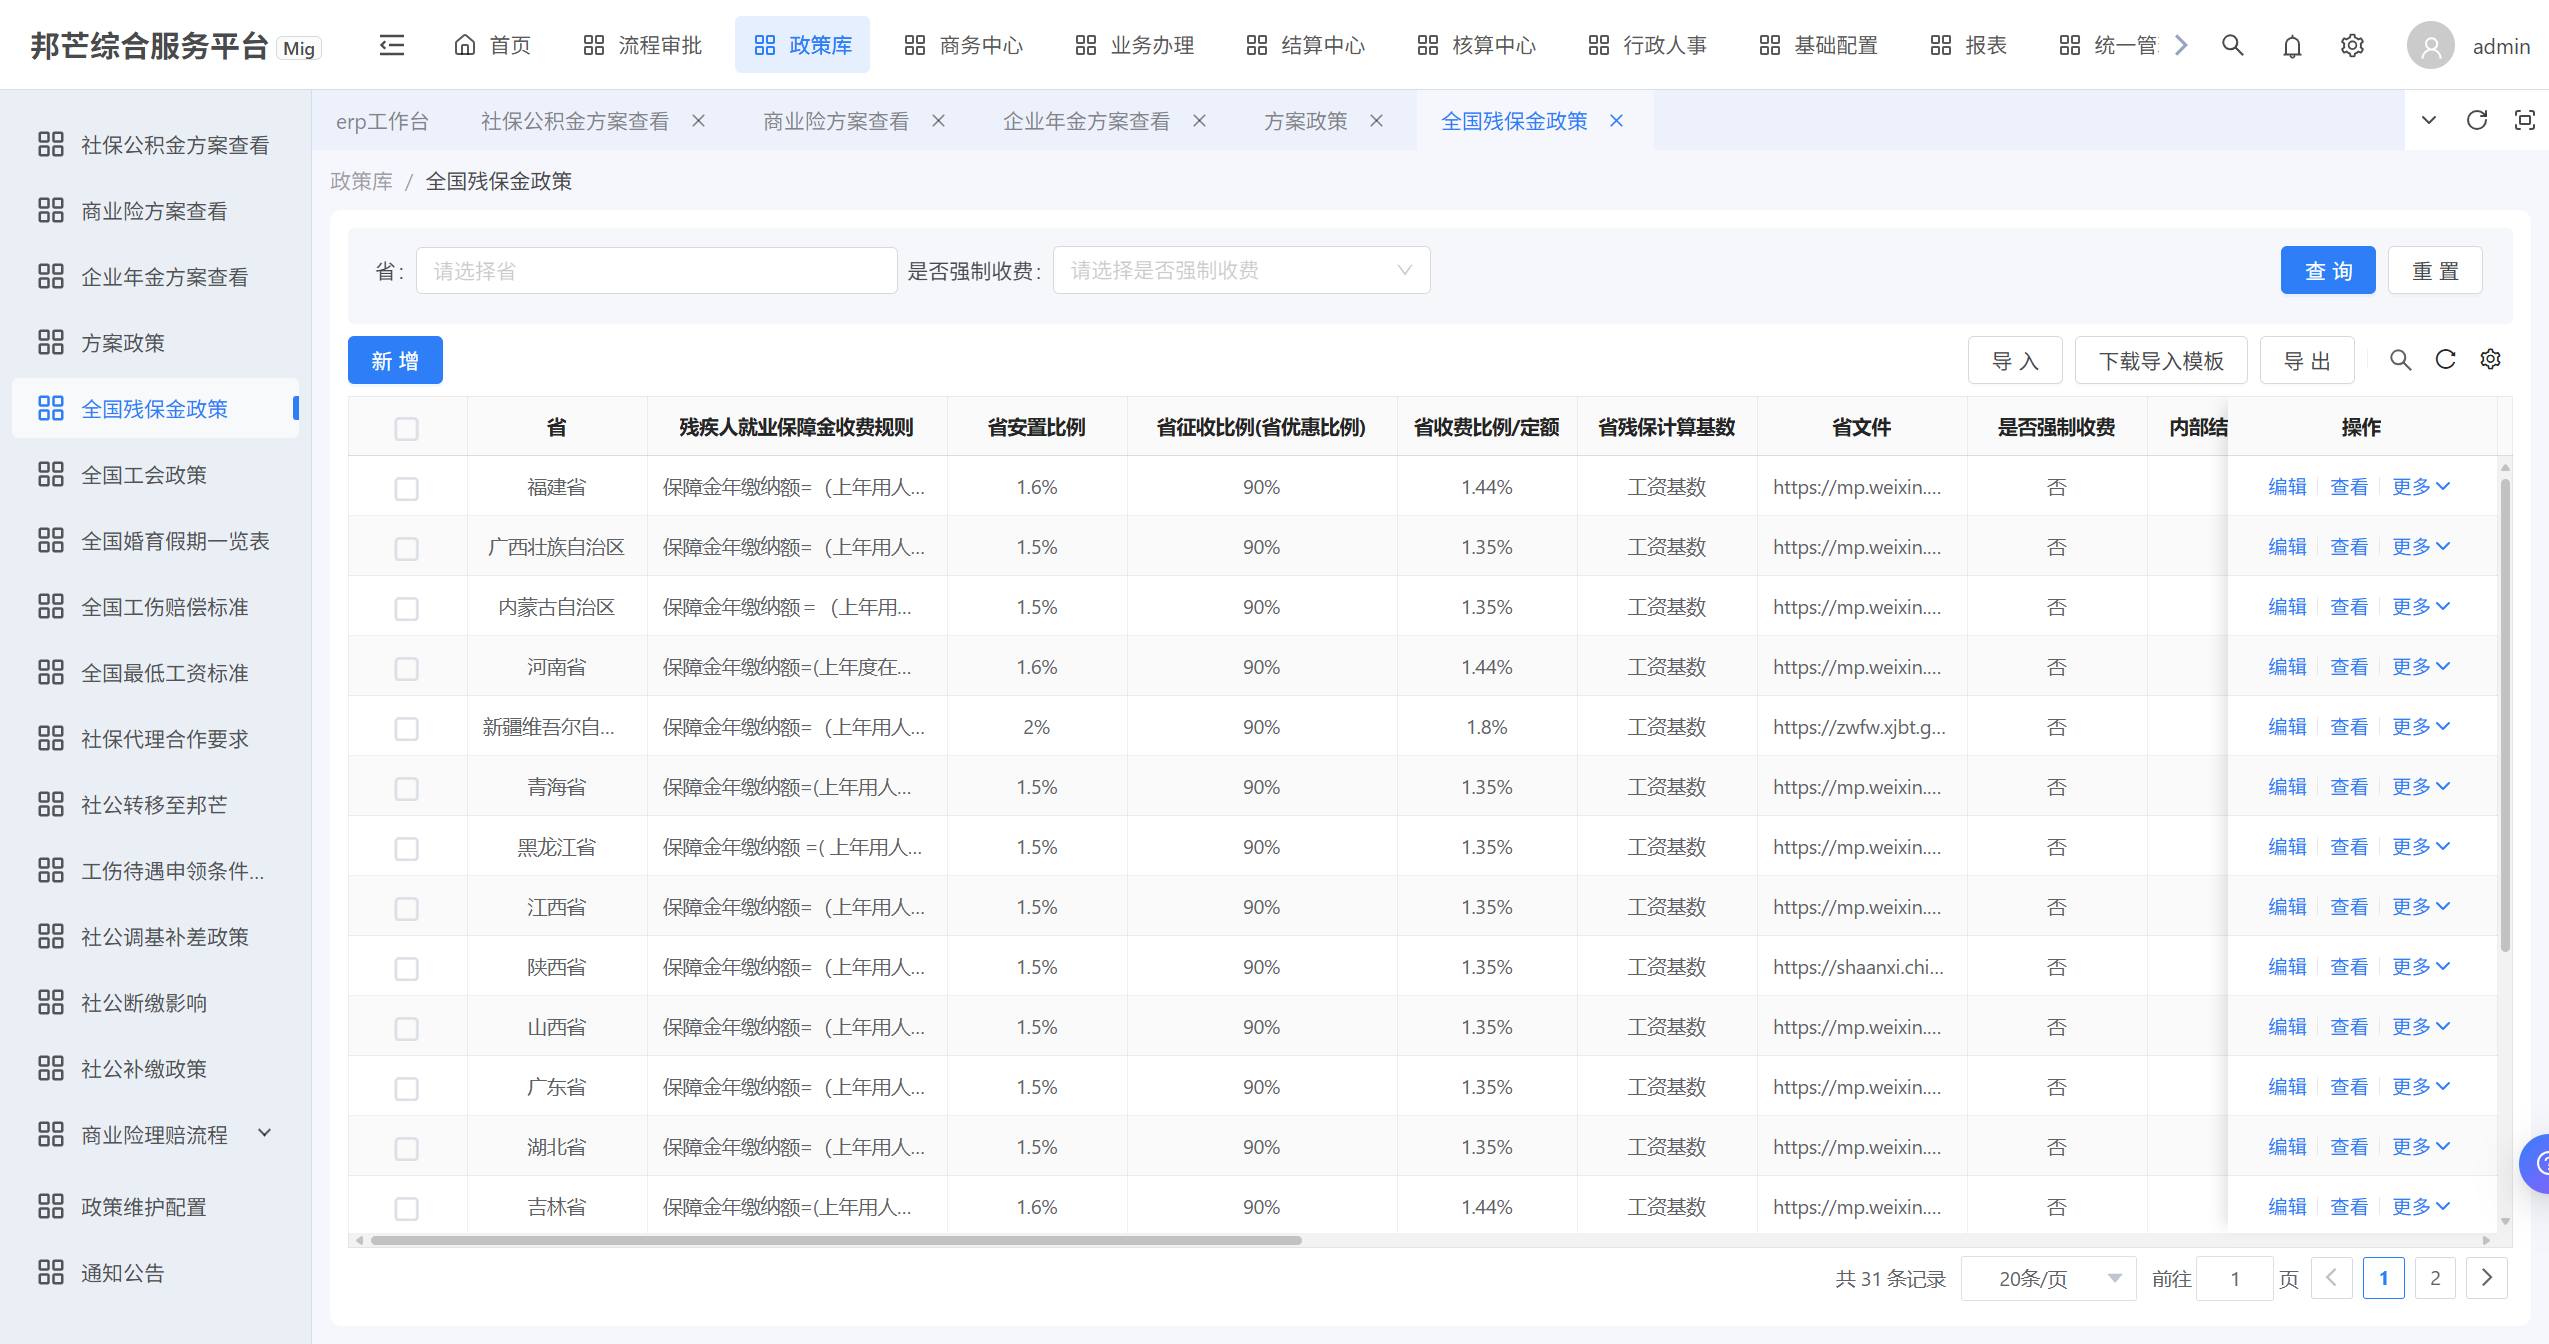 邦芒综合服务平台 Mig 首页 流程审批 政策库 商务中心 业务办理 结算中心 核算中心 行政人事 基础配置 报表 统一管 admin
erp工作台 社保公积金方案查看 商业险方案查看 企业年金方案查看 方案政策 全国残保金政策
政策库 / 全国残保金政策
社保公积金方案查看
商业险方案查看
企业年金方案查看
方案政策
全国残保金政策
全国工会政策
全国婚育假期一览表
全国工伤赔偿标准
全国最低工资标准
社保代理合作要求
社公转移至邦芒
工伤待遇申领条件...
社公调基补差政策
社公断缴影响
社公补缴政策
商业险理赔流程
政策维护配置
通知公告
省: 请选择省 是否强制收费: 请选择是否强制收费 查 询 重 置
新 增 导 入 下载导入模板 导 出
省 残疾人就业保障金收费规则 省安置比例 省征收比例(省优惠比例) 省收费比例/定额 省残保计算基数 省文件 是否强制收费 内部结 操作
福建省 保障金年缴纳额=（上年用人... 1.6% 90% 1.44% 工资基数 https://mp.weixin.... 否 编辑 查看 更多
广西壮族自治区 保障金年缴纳额=（上年用人... 1.5% 90% 1.35% 工资基数 https://mp.weixin.... 否 编辑 查看 更多
内蒙古自治区 保障金年缴纳额 =（上年用... 1.5% 90% 1.35% 工资基数 https://mp.weixin.... 否 编辑 查看 更多
河南省 保障金年缴纳额=(上年度在... 1.6% 90% 1.44% 工资基数 https://mp.weixin.... 否 编辑 查看 更多
新疆维吾尔自... 保障金年缴纳额=（上年用人... 2% 90% 1.8% 工资基数 https://zwfw.xjbt.g... 否 编辑 查看 更多
青海省 保障金年缴纳额=(上年用人... 1.5% 90% 1.35% 工资基数 https://mp.weixin.... 否 编辑 查看 更多
黑龙江省 保障金年缴纳额 =( 上年用人... 1.5% 90% 1.35% 工资基数 https://mp.weixin.... 否 编辑 查看 更多
江西省 保障金年缴纳额=（上年用人... 1.5% 90% 1.35% 工资基数 https://mp.weixin.... 否 编辑 查看 更多
陕西省 保障金年缴纳额=（上年用人... 1.5% 90% 1.35% 工资基数 https://shaanxi.chi... 否 编辑 查看 更多
山西省 保障金年缴纳额=（上年用人... 1.5% 90% 1.35% 工资基数 https://mp.weixin.... 否 编辑 查看 更多
广东省 保障金年缴纳额=（上年用人... 1.5% 90% 1.35% 工资基数 https://mp.weixin.... 否 编辑 查看 更多
湖北省 保障金年缴纳额=（上年用人... 1.5% 90% 1.35% 工资基数 https://mp.weixin.... 否 编辑 查看 更多
吉林省 保障金年缴纳额=(上年用人... 1.6% 90% 1.44% 工资基数 https://mp.weixin.... 否 编辑 查看 更多
共 31 条记录 20条/页 前往 1 页 1 2